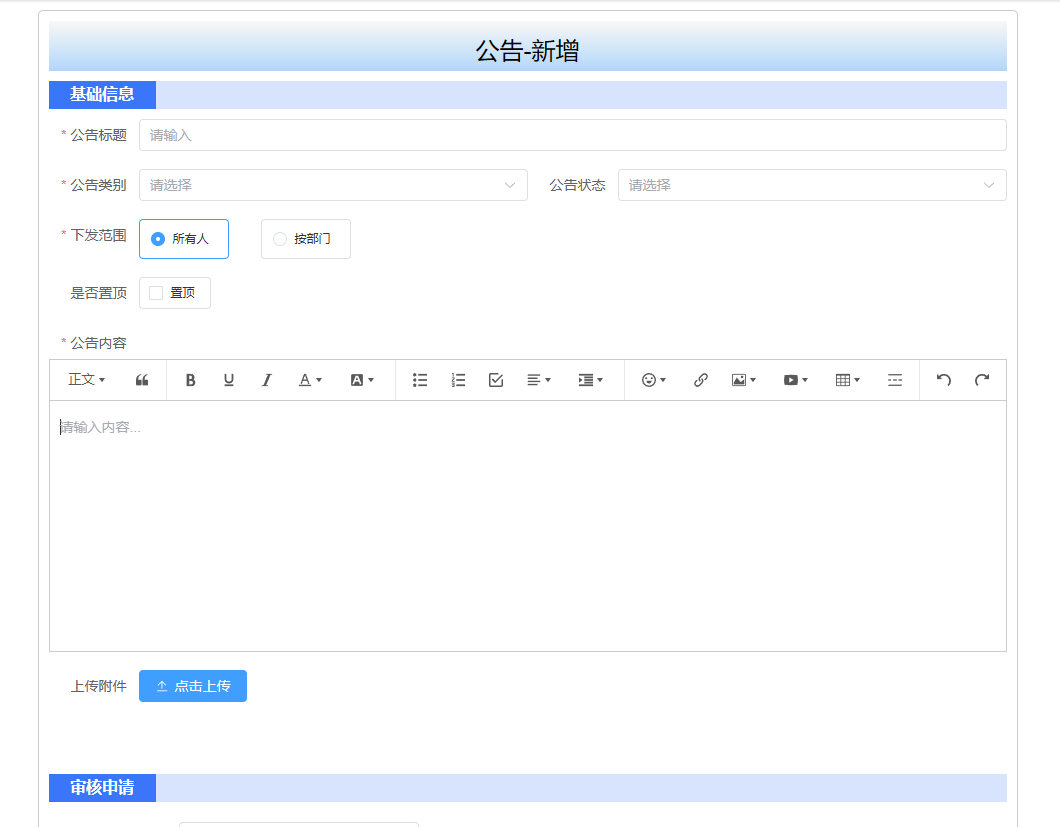 公告-新增
基础信息
* 公告标题 请输入
* 公告类别 请选择 公告状态 请选择
* 下发范围 所有人 按部门
是否置顶 置顶
* 公告内容
正文 B U I A A
请输入内容...
上传附件 点击上传
审核申请